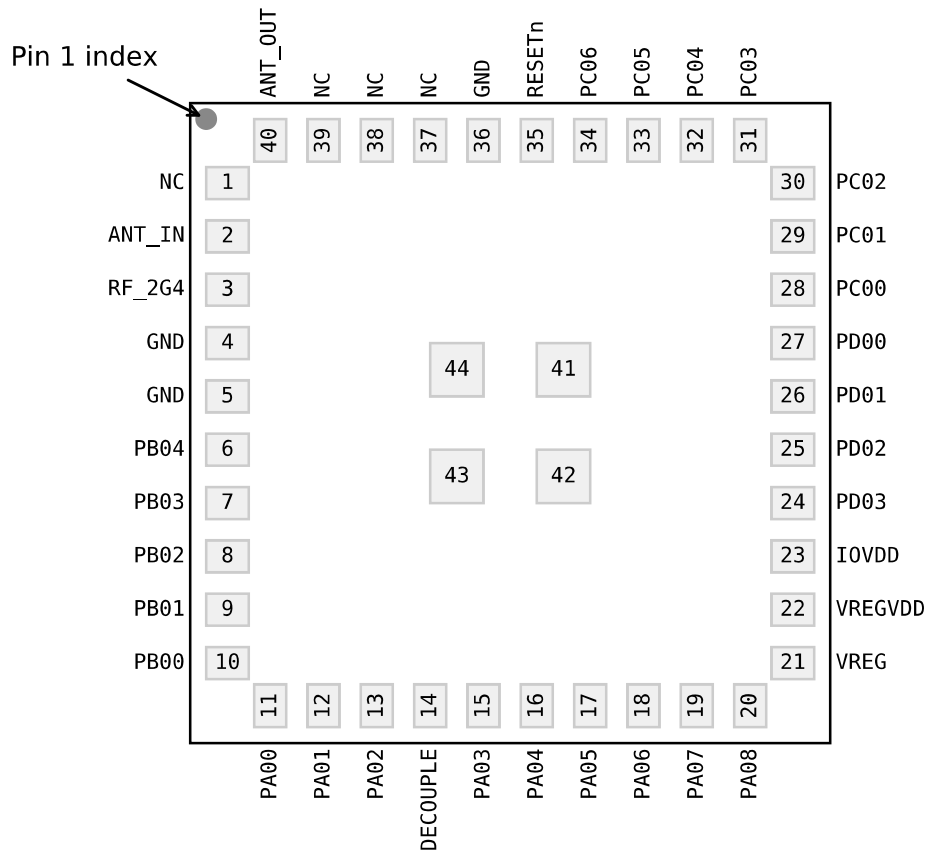 Pin 1 index
ANT_OUT NC NC NC GND RESETn PC06 PC05 PC04 PC03
40 39 38 37 36 35 34 33 32 31
NC 1 30 PC02
ANT_IN 2 29 PC01
RF_2G4 3 28 PC00
GND 4 27 PD00
44 41
GND 5 26 PD01
PB04 6 25 PD02
43 42
PB03 7 24 PD03
PB02 8 23 IOVDD
PB01 9 22 VREGVDD
PB00 10 21 VREG
11 12 13 14 15 16 17 18 19 20
PA00 PA01 PA02 DECOUPLE PA03 PA04 PA05 PA06 PA07 PA08